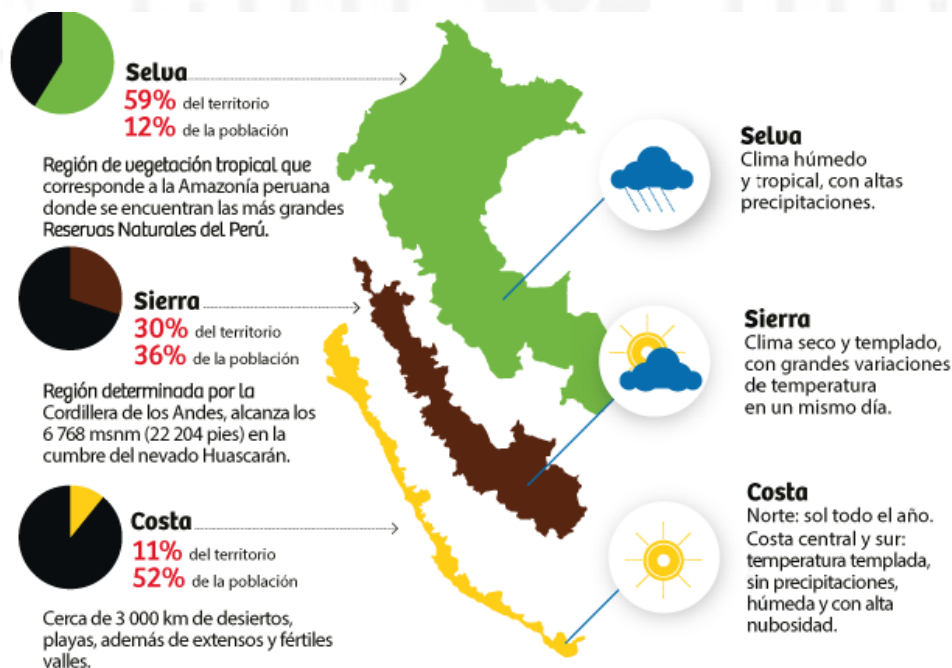 Selva
59% del territorio
12% de la población
Región de vegetación tropical que
corresponde a la Amazonía peruana
donde se encuentran las más grandes
Reservas Naturales del Perú.
Sierra
30% del territorio
36% de la población
Región determinada por la
Cordillera de los Andes, alcanza los
6 768 msnm (22 204 pies) en la
cumbre del nevado Huascarán.
Costa
11% del territorio
52% de la población
Cerca de 3 000 km de desiertos,
playas, además de extensos y fértiles
valles.
Selva
Clima húmedo
y tropical, con altas
precipitaciones.
Sierra
Clima seco y templado,
con grandes variaciones
de temperatura
en un mismo día.
Costa
Norte: sol todo el año.
Costa central y sur:
temperatura templada,
sin precipitaciones,
húmeda y con alta
nubosidad.